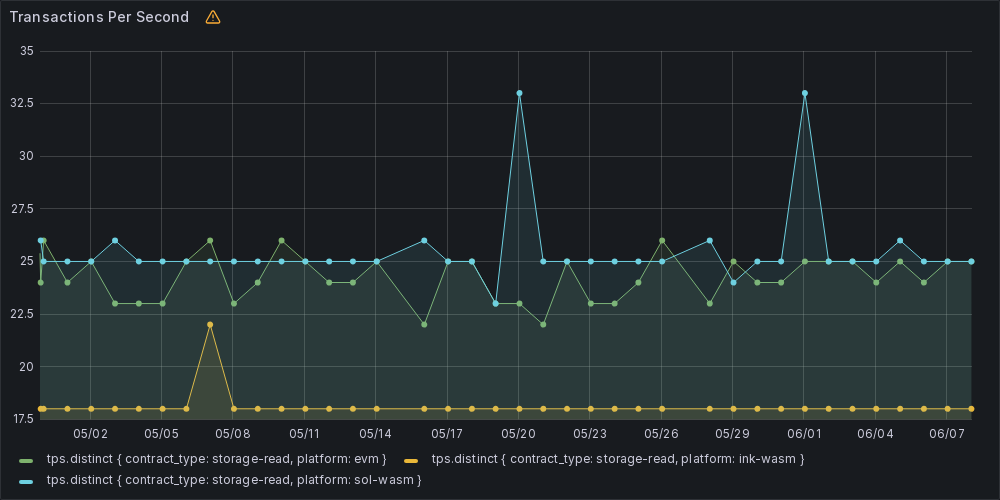 Transactions Per Second
35
32.5
30
27.5
25
22.5
20
17.5
05/02 05/05 05/08 05/11 05/14 05/17 05/20 05/23 05/26 05/29 06/01 06/04 06/07
tps.distinct { contract_type: storage-read, platform: evm } tps.distinct { contract_type: storage-read, platform: ink-wasm }
tps.distinct { contract_type: storage-read, platform: sol-wasm }